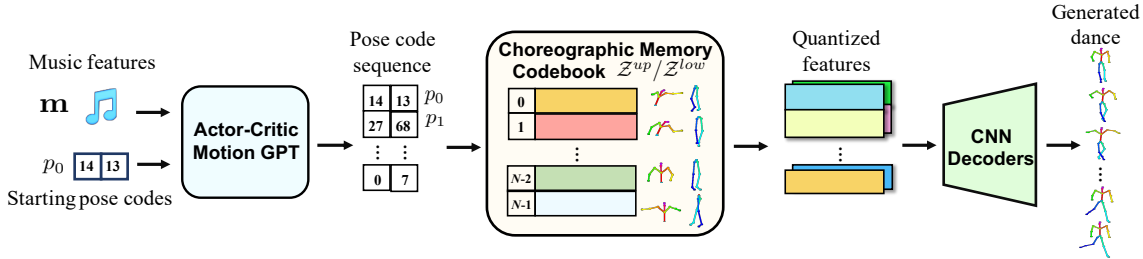 Music features
m
p₀ 14 13
Starting pose codes
Actor-Critic
Motion GPT
Pose code
sequence
14 13 p₀
27 68 p₁
⋮ ⋮
0 7
Choreographic Memory
Codebook 𝒵ᵘᵖ/𝒵ˡᵒʷ
0
1
⋮
N-2
N-1
Quantized
features
⋮
CNN
Decoders
Generated
dance
⋮